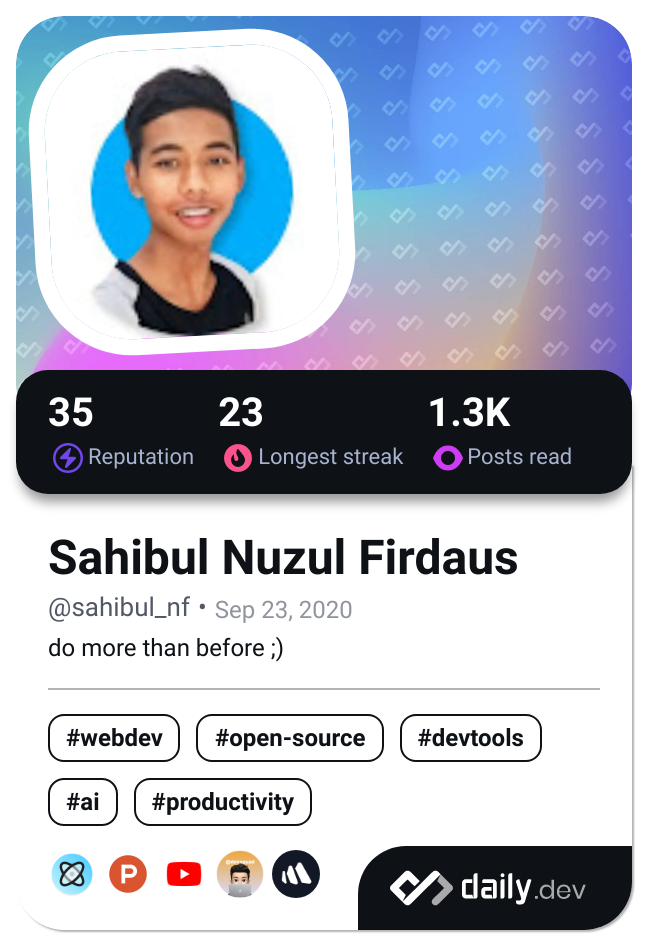 35 23 1.3K
Reputation Longest streak Posts read
Sahibul Nuzul Firdaus
@sahibul_nf • Sep 23, 2020
do more than before ;)
#webdev #open-source #devtools
#ai #productivity
P
daily.dev